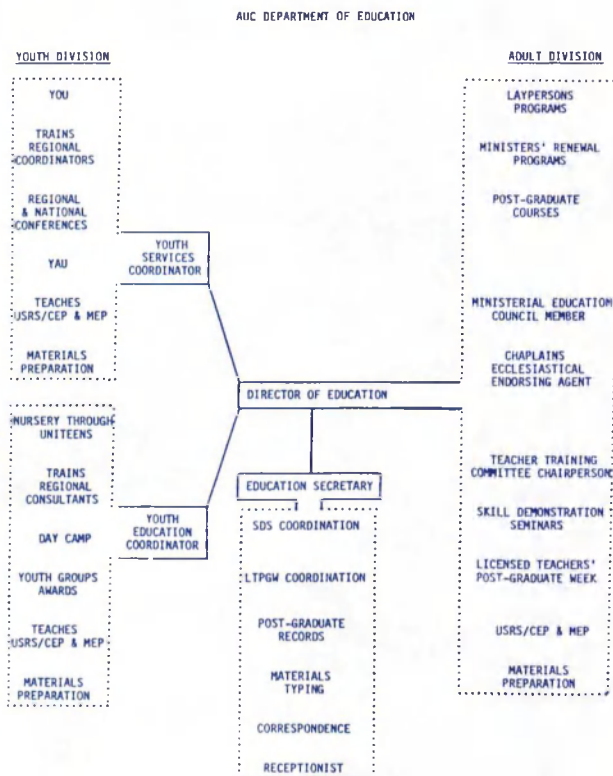 AUC DEPARTMENT OF EDUCATION
YOUTH DIVISION
YOU
TRAINS
REGIONAL
COORDINATORS
REGIONAL
& NATIONAL
CONFERENCES
YAU
TEACHES
USRS/CEP & MEP
MATERIALS
PREPARATION
YOUTH
SERVICES
COORDINATOR
NURSERY THROUGH
UNITEENS
TRAINS
REGIONAL
CONSULTANTS
DAY CAMP
YOUTH GROUPS
AWARDS
TEACHES
USRS/CEP & MEP
MATERIALS
PREPARATION
YOUTH
EDUCATION
COORDINATOR
DIRECTOR OF EDUCATION
EDUCATION SECRETARY
SDS COORDINATION
LTPGW COORDINATION
POST-GRADUATE
RECORDS
MATERIALS
TYPING
CORRESPONDENCE
RECEPTIONIST
ADULT DIVISION
LAYPERSONS
PROGRAMS
MINISTERS' RENEWAL
PROGRAMS
POST-GRADUATE
COURSES
MINISTERIAL EDUCATION
COUNCIL MEMBER
CHAPLAINS
ECCLESIASTICAL
ENDORSING AGENT
TEACHER TRAINING
COMMITTEE CHAIRPERSON
SKILL DEMONSTRATION
SEMINARS
LICENSED TEACHERS'
POST-GRADUATE WEEK
USRS/CEP & MEP
MATERIALS
PREPARATION